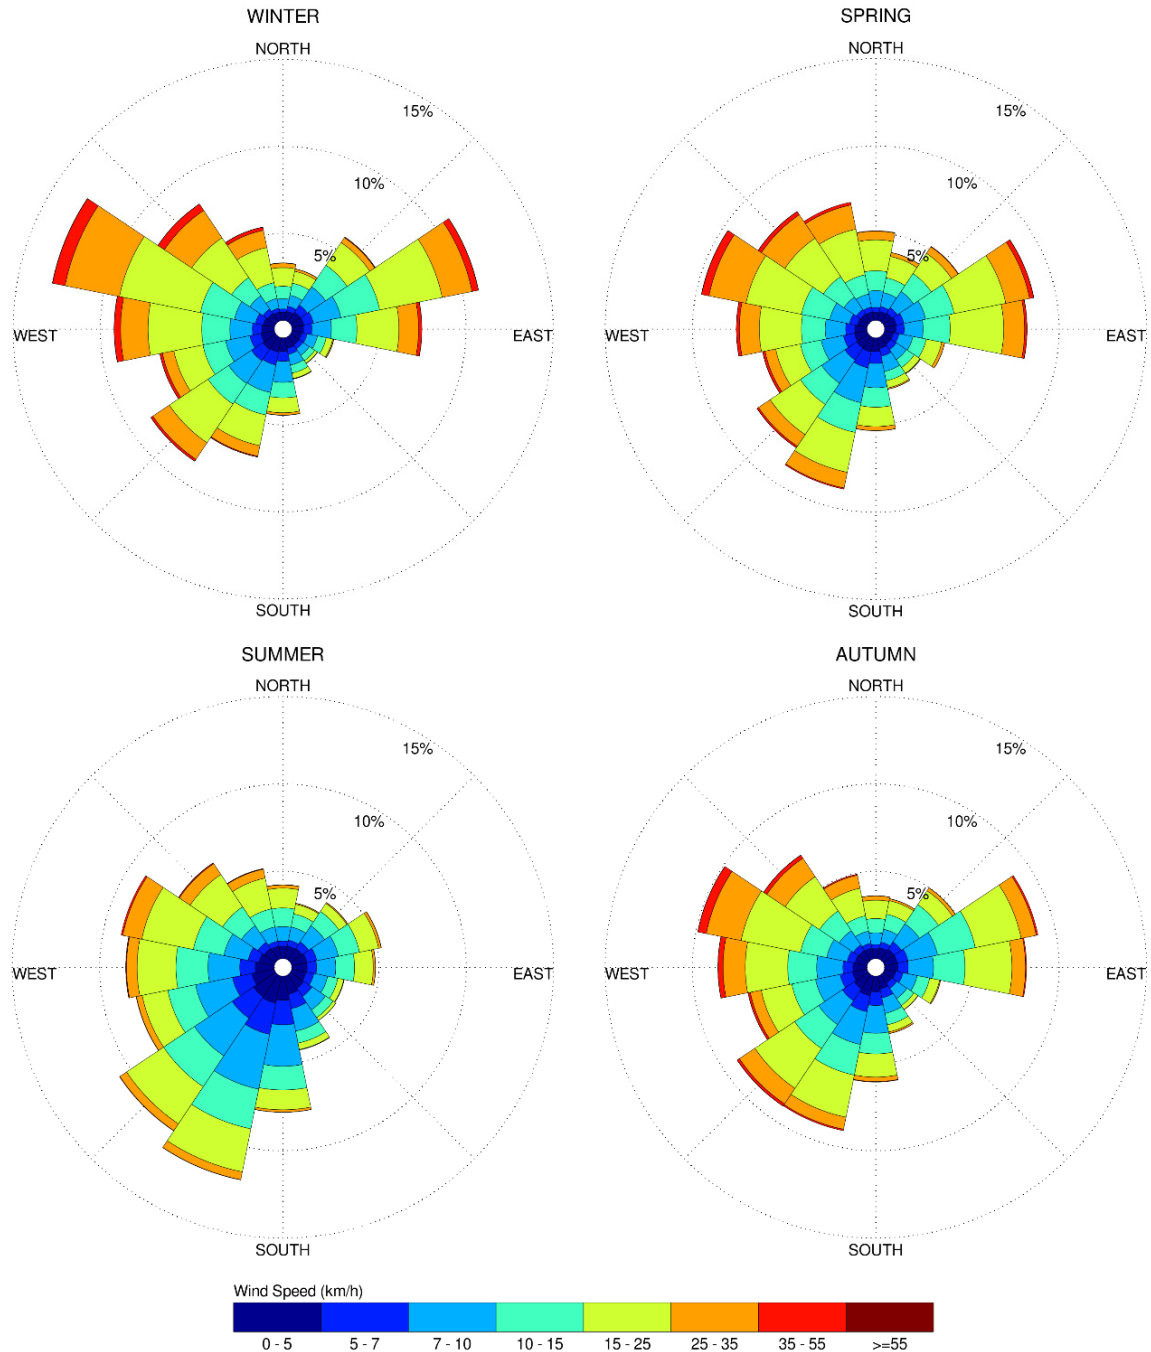 WINTER
SPRING
NORTH
NORTH
15%
15%
10%
10%
5%
5%
WEST
EAST
WEST
EAST
SOUTH
SOUTH
SUMMER
AUTUMN
NORTH
NORTH
15%
15%
10%
10%
5%
5%
WEST
EAST
WEST
EAST
SOUTH
SOUTH
Wind Speed (km/h)
0 - 5 5 - 7 7 - 10 10 - 15 15 - 25 25 - 35 35 - 55 >=55